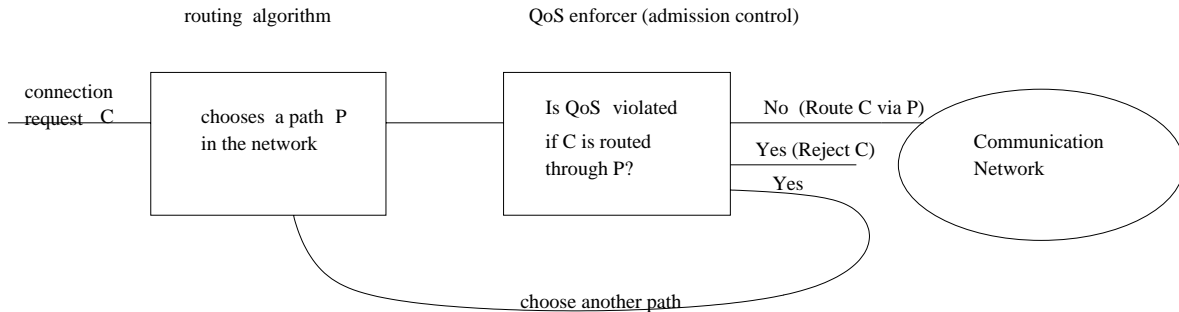 routing algorithm
QoS enforcer (admission control)
connection
request C
chooses a path P
in the network
Is QoS violated
if C is routed
through P?
No (Route C via P)
Yes (Reject C)
Yes
Communication
Network
choose another path